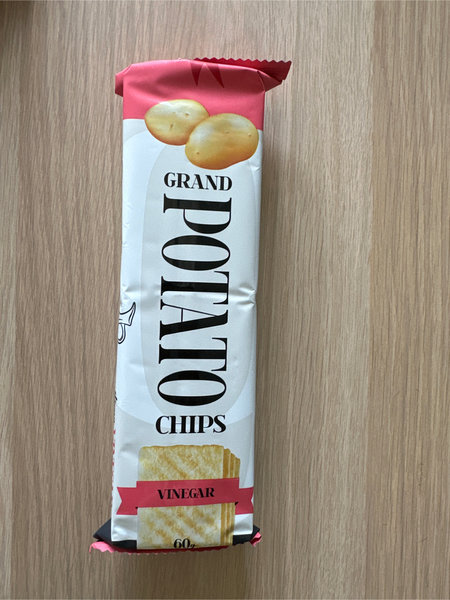 GRAND
POTATO
CHIPS
VINEGAR
60g